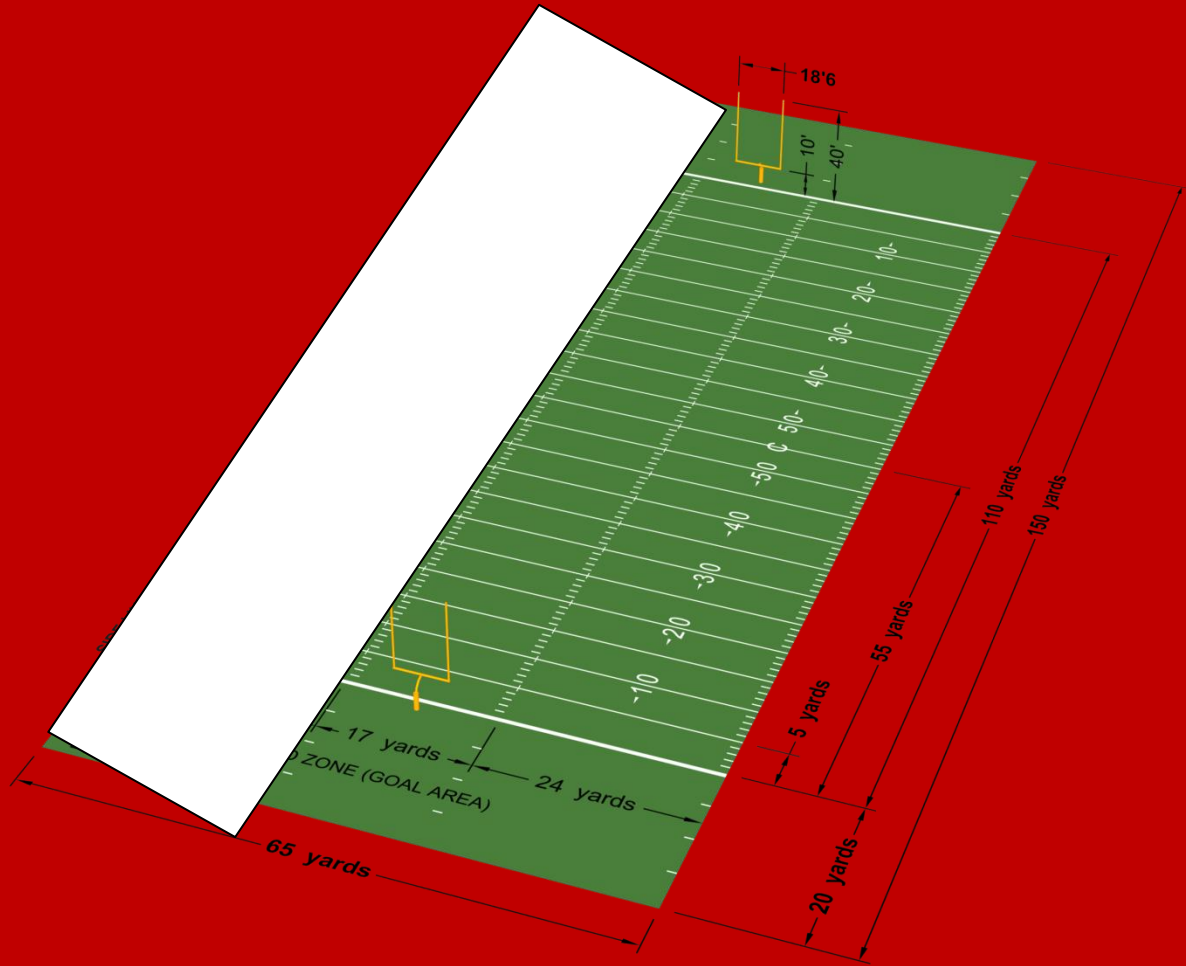 18'6
10'
40'
10-
20-
30-
40-
50-
C
-50
-40
-30
-20
-10
110 yards
150 yards
55 yards
5 yards
20 yards
17 yards
24 yards
ZONE (GOAL AREA)
65 yards